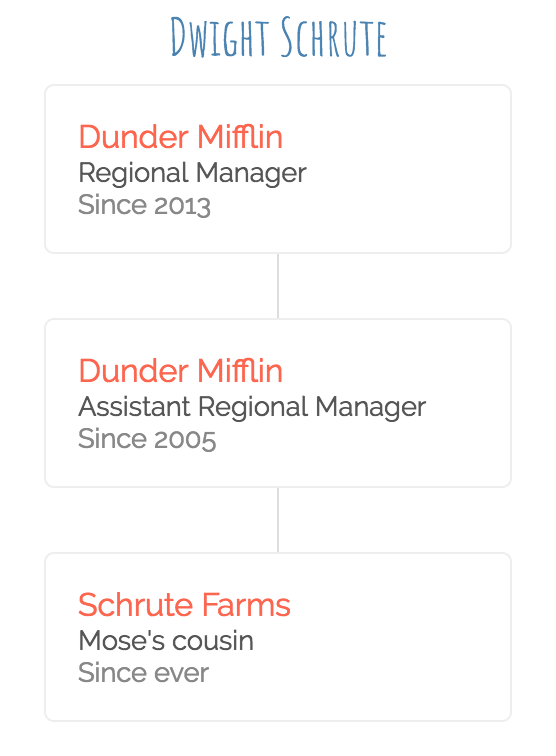 Dwight Schrute
Dunder Mifflin
Regional Manager
Since 2013
Dunder Mifflin
Assistant Regional Manager
Since 2005
Schrute Farms
Mose's cousin
Since ever